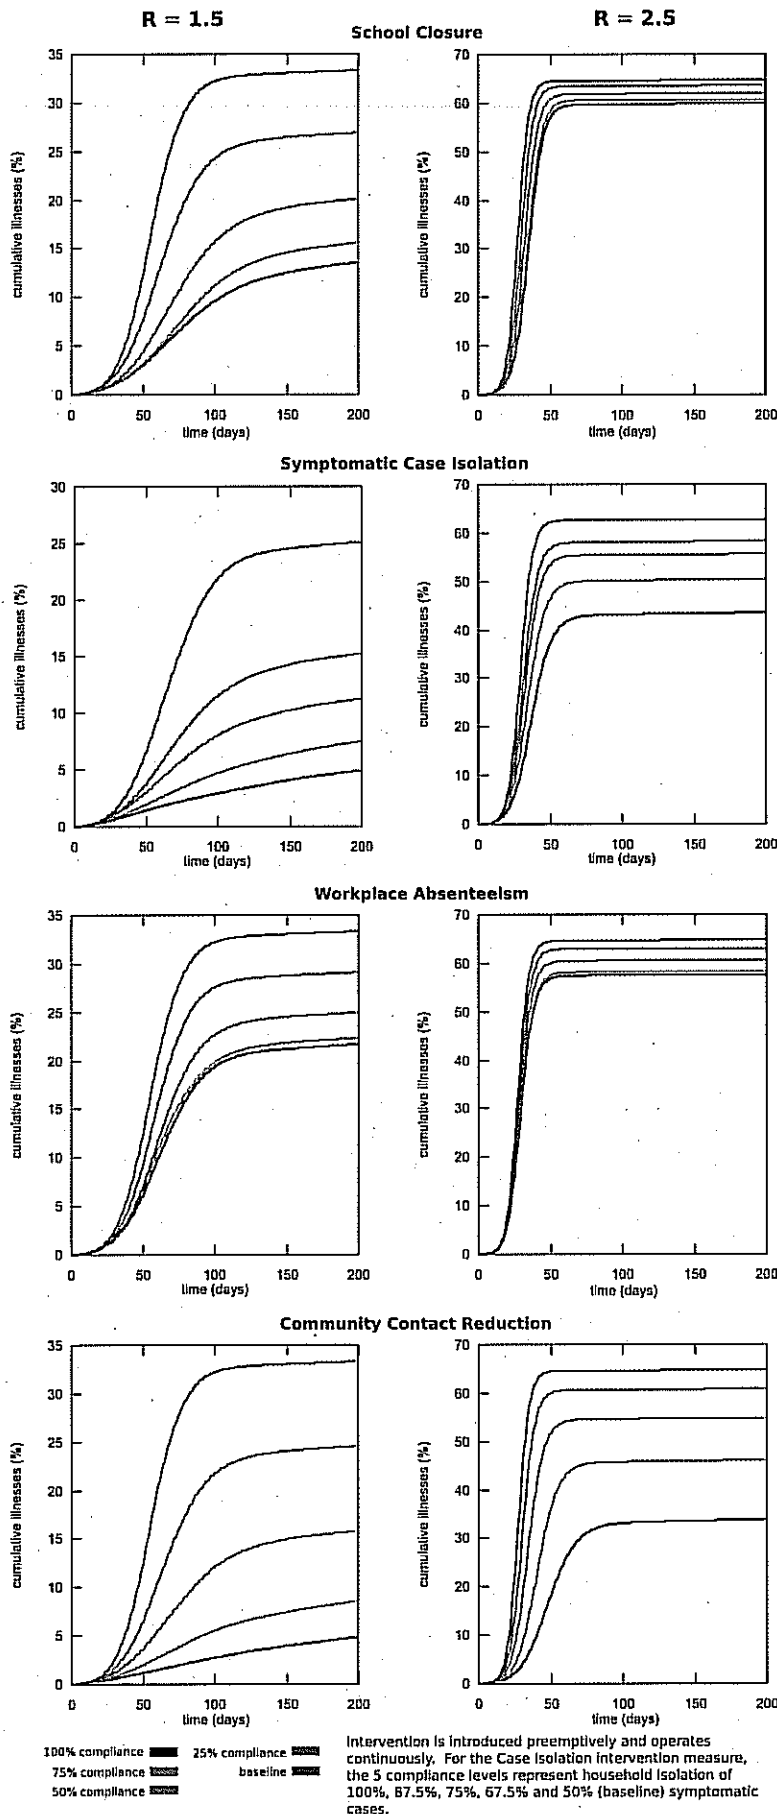 R = 1.5
R = 2.5
School Closure
35
30
25
20
15
10
5
0
cumulative illnesses (%)
0 50 100 150 200
time (days)
70
60
50
40
30
20
10
0
cumulative illnesses (%)
0 50 100 150 200
time (days)
Symptomatic Case Isolation
30
25
20
15
10
5
0
cumulative illnesses (%)
0 50 100 150 200
time (days)
70
60
50
40
30
20
10
0
cumulative illnesses (%)
0 50 100 150 200
time (days)
Workplace Absenteeism
35
30
25
20
15
10
5
0
cumulative illnesses (%)
0 50 100 150 200
time (days)
70
60
50
40
30
20
10
0
cumulative illnesses (%)
0 50 100 150 200
time (days)
Community Contact Reduction
35
30
25
20
15
10
5
0
cumulative illnesses (%)
0 50 100 150 200
time (days)
70
60
50
40
30
20
10
0
cumulative illnesses (%)
0 50 100 150 200
time (days)
100% compliance
75% compliance
50% compliance
25% compliance
baseline
Intervention is introduced preemptively and operates
continuously. For the Case Isolation intervention measure,
the 5 compliance levels represent household isolation of
100%, 87.5%, 75%, 67.5% and 50% (baseline) symptomatic
cases.